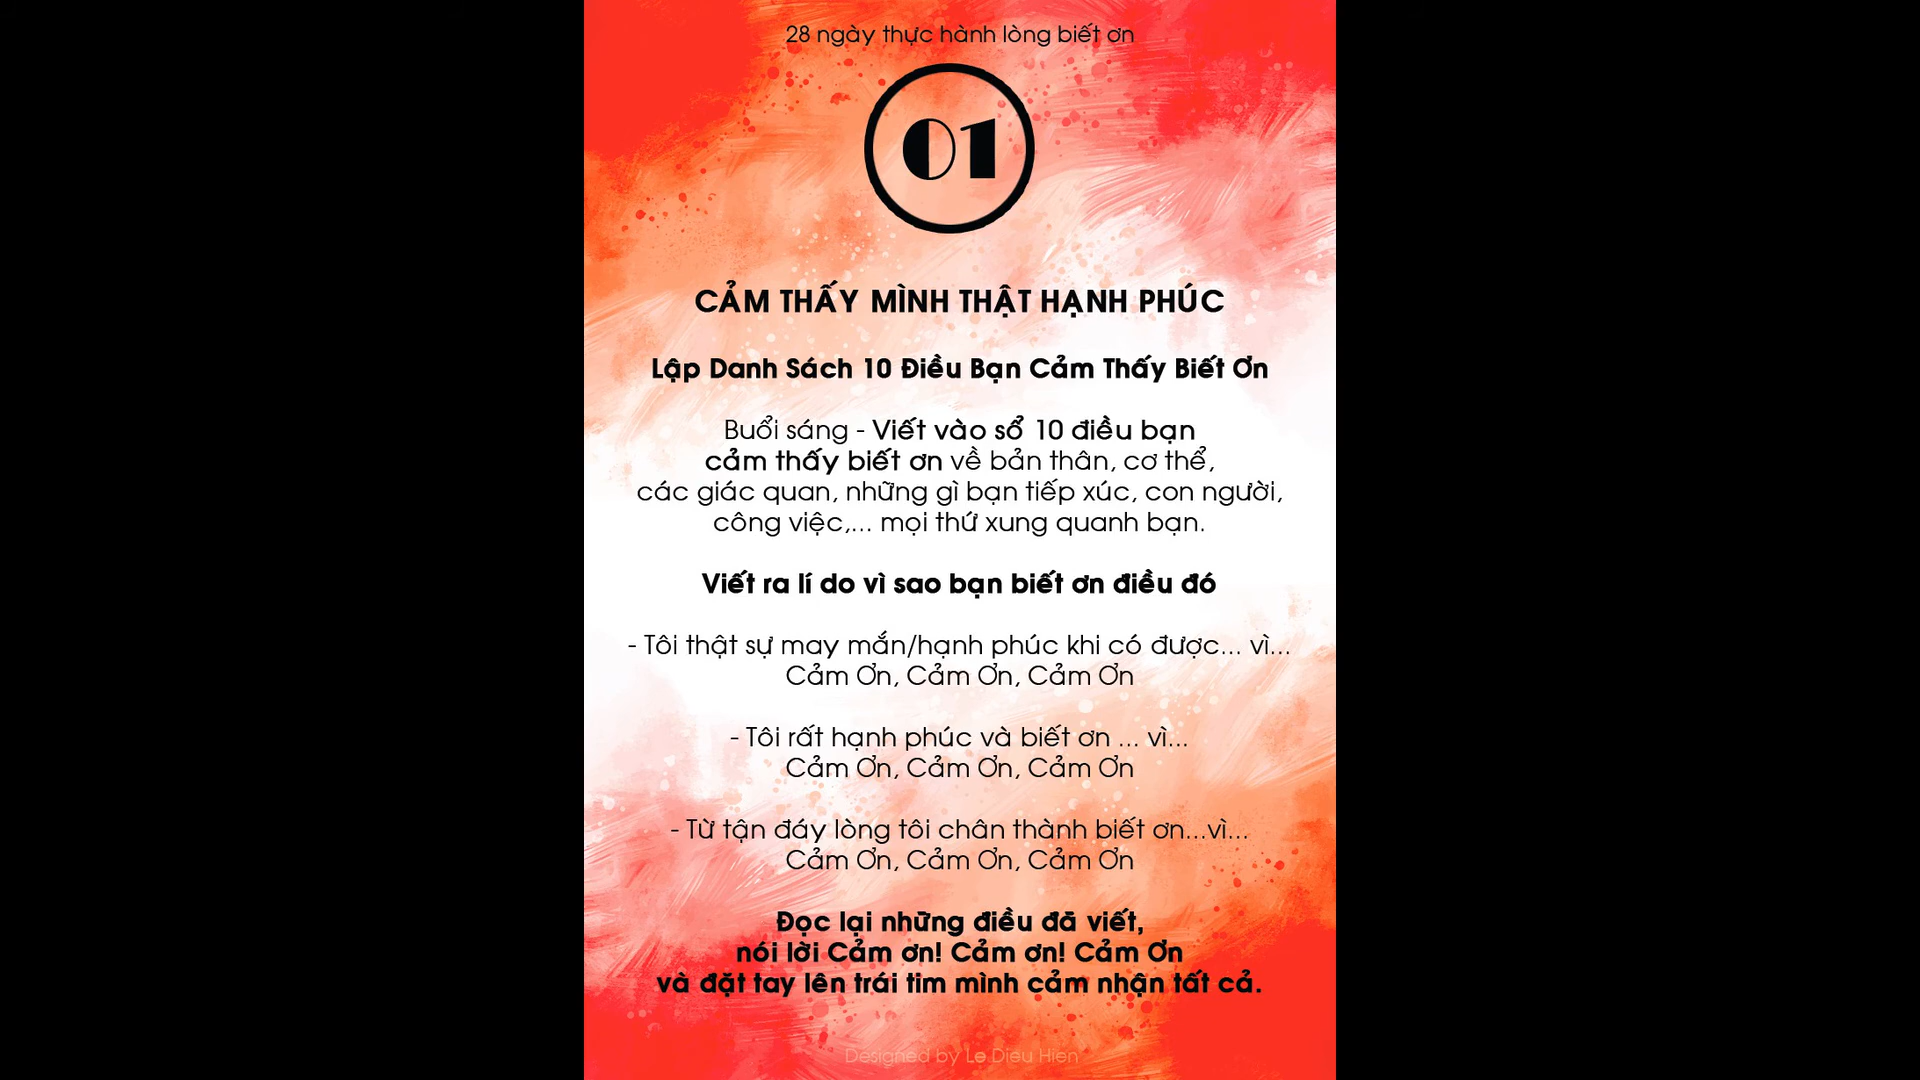 28 ngày thực hành lòng biết ơn
01
CẢM THẤY MÌNH THẬT HẠNH PHÚC
Lập Danh Sách 10 Điều Bạn Cảm Thấy Biết Ơn
Buổi sáng - Viết vào sổ 10 điều bạn
cảm thấy biết ơn về bản thân, cơ thể,
các giác quan, những gì bạn tiếp xúc, con người,
công việc,... mọi thứ xung quanh bạn.
Viết ra lí do vì sao bạn biết ơn điều đó
- Tôi thật sự may mắn/hạnh phúc khi có được... vì...
Cảm Ơn, Cảm Ơn, Cảm Ơn
- Tôi rất hạnh phúc và biết ơn ... vì...
Cảm Ơn, Cảm Ơn, Cảm Ơn
- Từ tận đáy lòng tôi chân thành biết ơn...vì...
Cảm Ơn, Cảm Ơn, Cảm Ơn
Đọc lại những điều đã viết,
nói lời Cảm ơn! Cảm ơn! Cảm Ơn
và đặt tay lên trái tim mình cảm nhận tất cả.
Designed by Le Dieu Hien